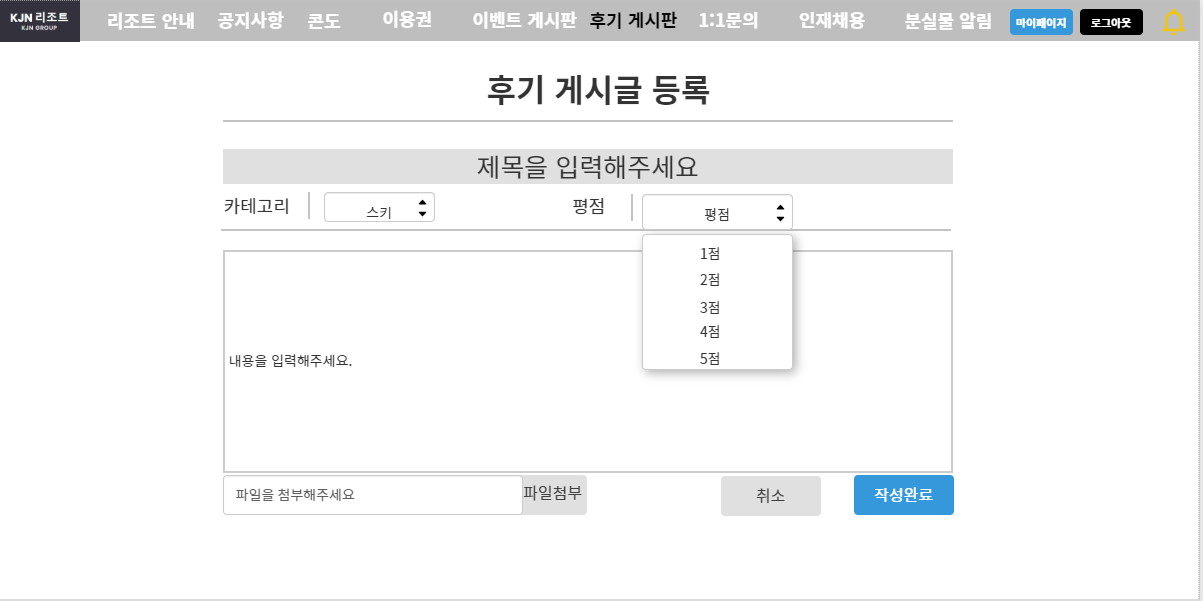 KJN 리조트
KJN GROUP
리조트 안내 공지사항 콘도 이용권 이벤트 게시판 후기 게시판 1:1문의 인재채용 분실물 알림 마이페이지 로그아웃
후기 게시글 등록
제목을 입력해주세요
카테고리 스키 평점 평점
1점
2점
3점
4점
5점
내용을 입력해주세요.
파일을 첨부해주세요 파일첨부 취소 작성완료